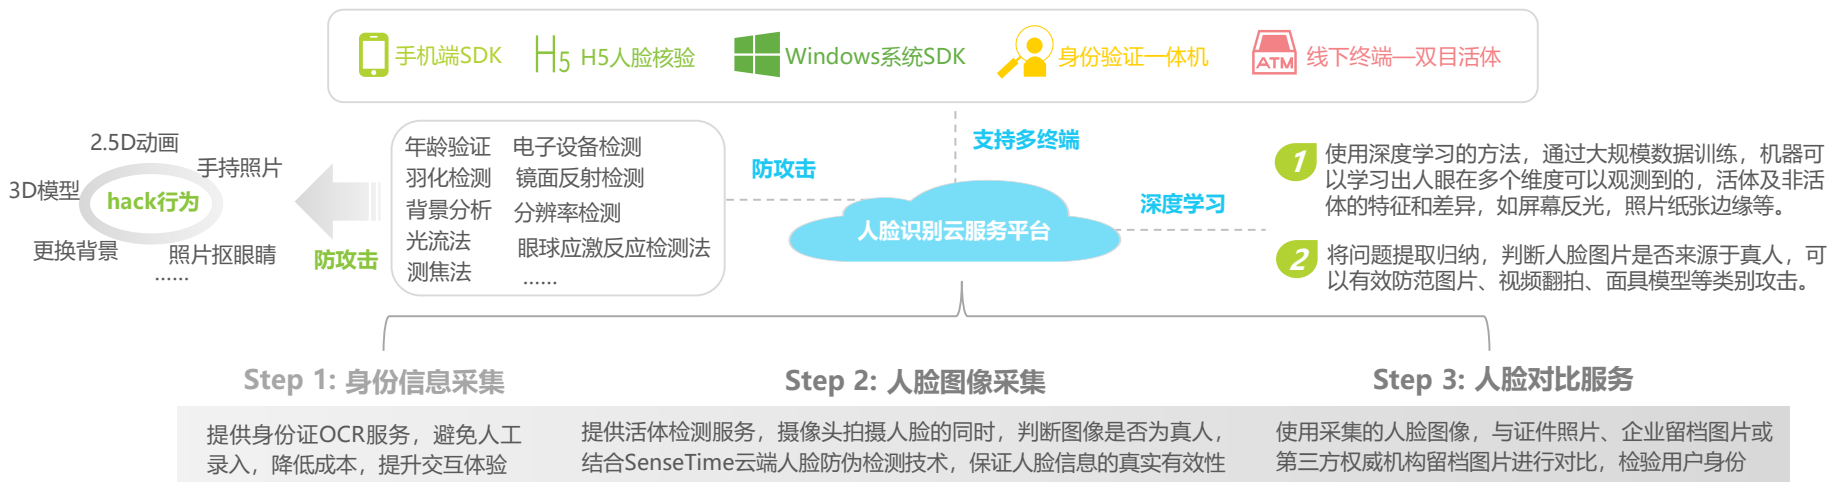 手机端SDK
H5 H5人脸核验
Windows系统SDK
身份验证一体机
ATM 线下终端—双目活体
2.5D动画
手持照片
3D模型
hack行为
更换背景
照片抠眼睛
......
防攻击
年龄验证 电子设备检测
羽化检测 镜面反射检测
背景分析 分辨率检测
光流法 眼球应激反应检测法
测焦法 ......
防攻击
支持多终端
人脸识别云服务平台
深度学习
1 使用深度学习的方法，通过大规模数据训练，机器可
以学习出人眼在多个维度可以观测到的，活体及非活
体的特征和差异，如屏幕反光，照片纸张边缘等。
2 将问题提取归纳，判断人脸图片是否来源于真人，可
以有效防范图片、视频翻拍、面具模型等类别攻击。
Step 1: 身份信息采集
提供身份证OCR服务，避免人工
录入，降低成本，提升交互体验
Step 2: 人脸图像采集
提供活体检测服务，摄像头拍摄人脸的同时，判断图像是否为真人，
结合SenseTime云端人脸防伪检测技术，保证人脸信息的真实有效性
Step 3: 人脸对比服务
使用采集的人脸图像，与证件照片、企业留档图片或
第三方权威机构留档图片进行对比，检验用户身份